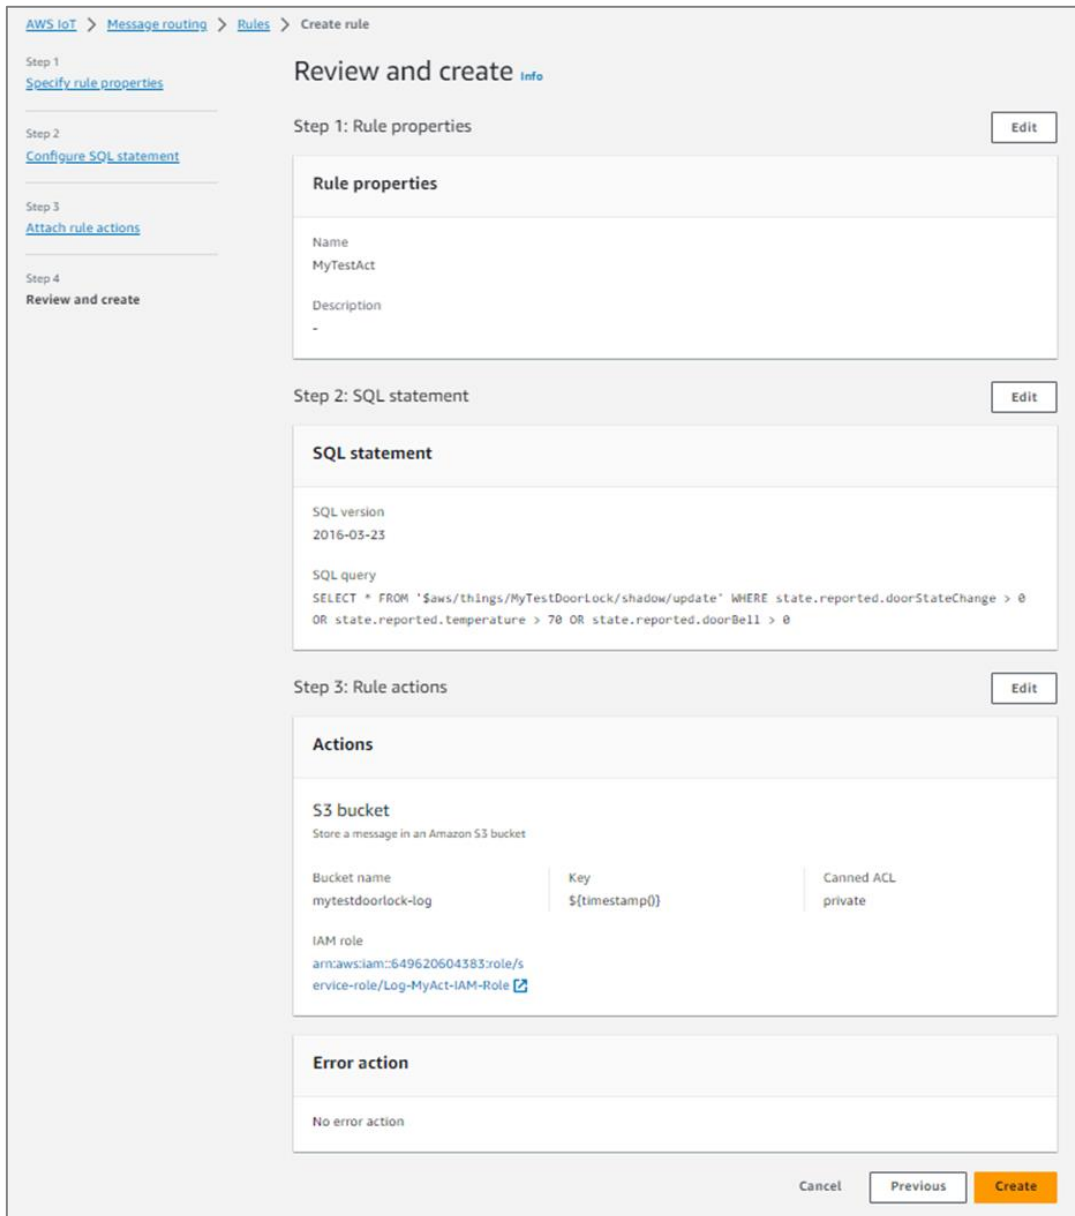 AWS IoT > Message routing > Rules > Create rule
Step 1
Specify rule properties
Step 2
Configure SQL statement
Step 3
Attach rule actions
Step 4
Review and create
Review and create Info
Step 1: Rule properties
Edit
Rule properties
Name
MyTestAct
Description
-
Step 2: SQL statement
Edit
SQL statement
SQL version
2016-03-23
SQL query
SELECT * FROM '$aws/things/MyTestDoorLock/shadow/update' WHERE state.reported.doorStateChange > 0
OR state.reported.temperature > 70 OR state.reported.doorBell > 0
Step 3: Rule actions
Edit
Actions
S3 bucket
Store a message in an Amazon S3 bucket
Bucket name
mytestdoorlock-log
Key
${timestamp()}
Canned ACL
private
IAM role
arn:aws:iam::649620604383:role/s
ervice-role/Log-MyAct-IAM-Role
Error action
No error action
Cancel
Previous
Create